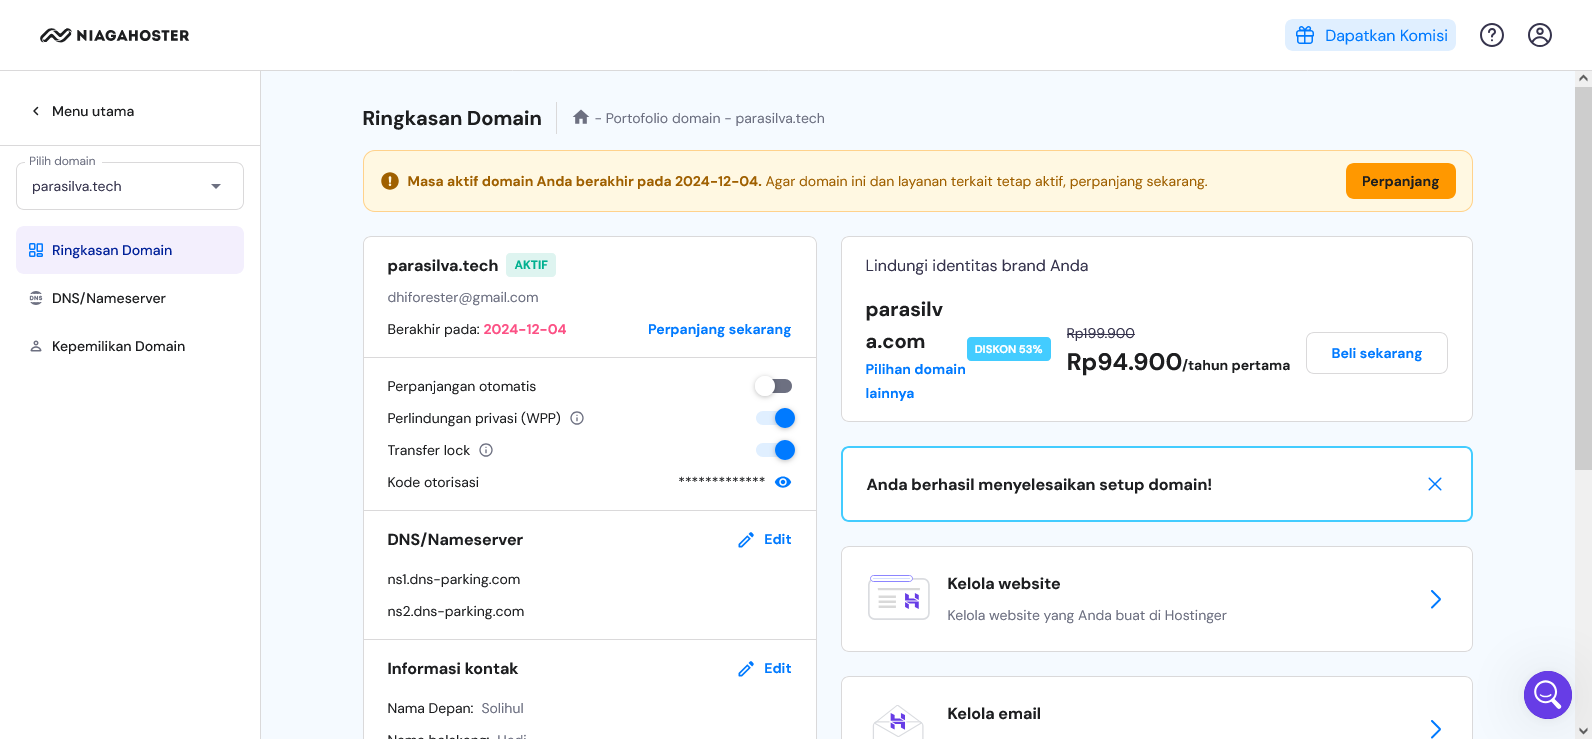 NIAGAHOSTER
Dapatkan Komisi
Menu utama
Pilih domain
parasilva.tech
Ringkasan Domain
DNS/Nameserver
Kepemilikan Domain
Ringkasan Domain
- Portofolio domain - parasilva.tech
Masa aktif domain Anda berakhir pada 2024-12-04. Agar domain ini dan layanan terkait tetap aktif, perpanjang sekarang.
Perpanjang
parasilva.tech AKTIF
dhiforester@gmail.com
Berakhir pada: 2024-12-04 Perpanjang sekarang
Perpanjangan otomatis
Perlindungan privasi (WPP)
Transfer lock
Kode otorisasi *************
DNS/Nameserver Edit
ns1.dns-parking.com
ns2.dns-parking.com
Informasi kontak Edit
Nama Depan: Solihul
Nama belakang: Hadi
Lindungi identitas brand Anda
parasilv
a.com
Pilihan domain
lainnya
DISKON 53%
Rp199.900
Rp94.900/tahun pertama
Beli sekarang
Anda berhasil menyelesaikan setup domain!
Kelola website
Kelola website yang Anda buat di Hostinger
Kelola email